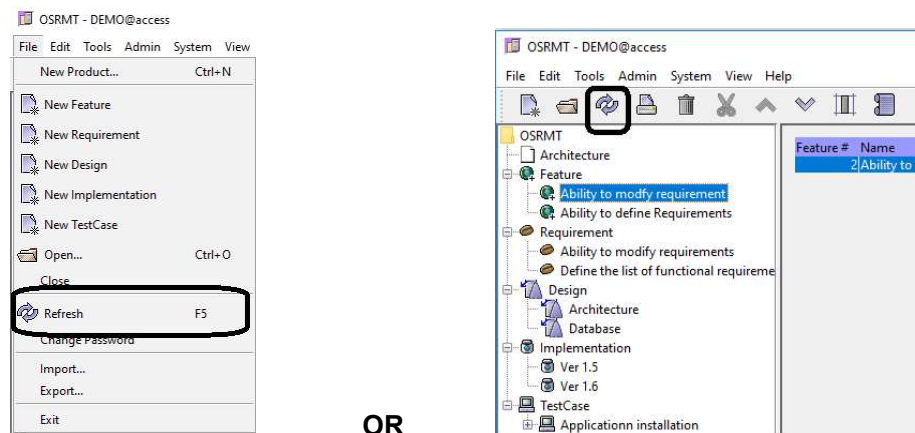 OSRMT - DEMO@access
File Edit Tools Admin System View
New Product... Ctrl+N
New Feature
New Requirement
New Design
New Implementation
New TestCase
Open... Ctrl+O
Close
Refresh F5
Change Password
Import...
Export...
Exit
OR
OSRMT - DEMO@access
File Edit Tools Admin System View Help
OSRMT
Architecture
Feature
Ability to modfy requirement
Ability to define Requirements
Requirement
Ability to modify requirements
Define the list of functional requireme
Design
Architecture
Database
Implementation
Ver 1.5
Ver 1.6
TestCase
Applicationn installation
Feature # Name
2 Ability to